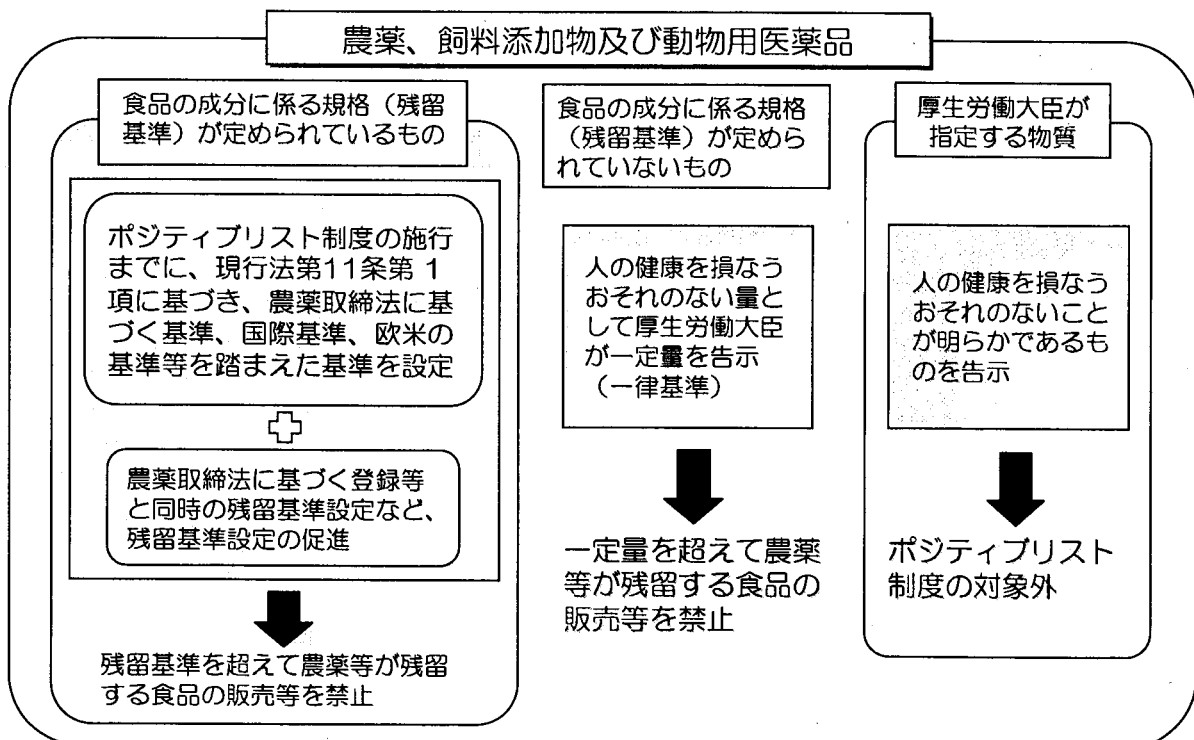 農薬、飼料添加物及び動物用医薬品
食品の成分に係る規格（残留
基準）が定められているもの
ポジティブリスト制度の施行
までに、現行法第11条第１
項に基づき、農薬取締法に基
づく基準、国際基準、欧米の
基準等を踏まえた基準を設定
農薬取締法に基づく登録等
と同時の残留基準設定など、
残留基準設定の促進
残留基準を超えて農薬等が残留
する食品の販売等を禁止
食品の成分に係る規格
（残留基準）が定めら
れていないもの
人の健康を損なう
おそれのない量と
して厚生労働大臣
が一定量を告示
（一律基準）
一定量を超えて農薬
等が残留する食品の
販売等を禁止
厚生労働大臣が
指定する物質
人の健康を損なう
おそれのないこと
が明らかであるも
のを告示
ポジティブリスト
制度の対象外